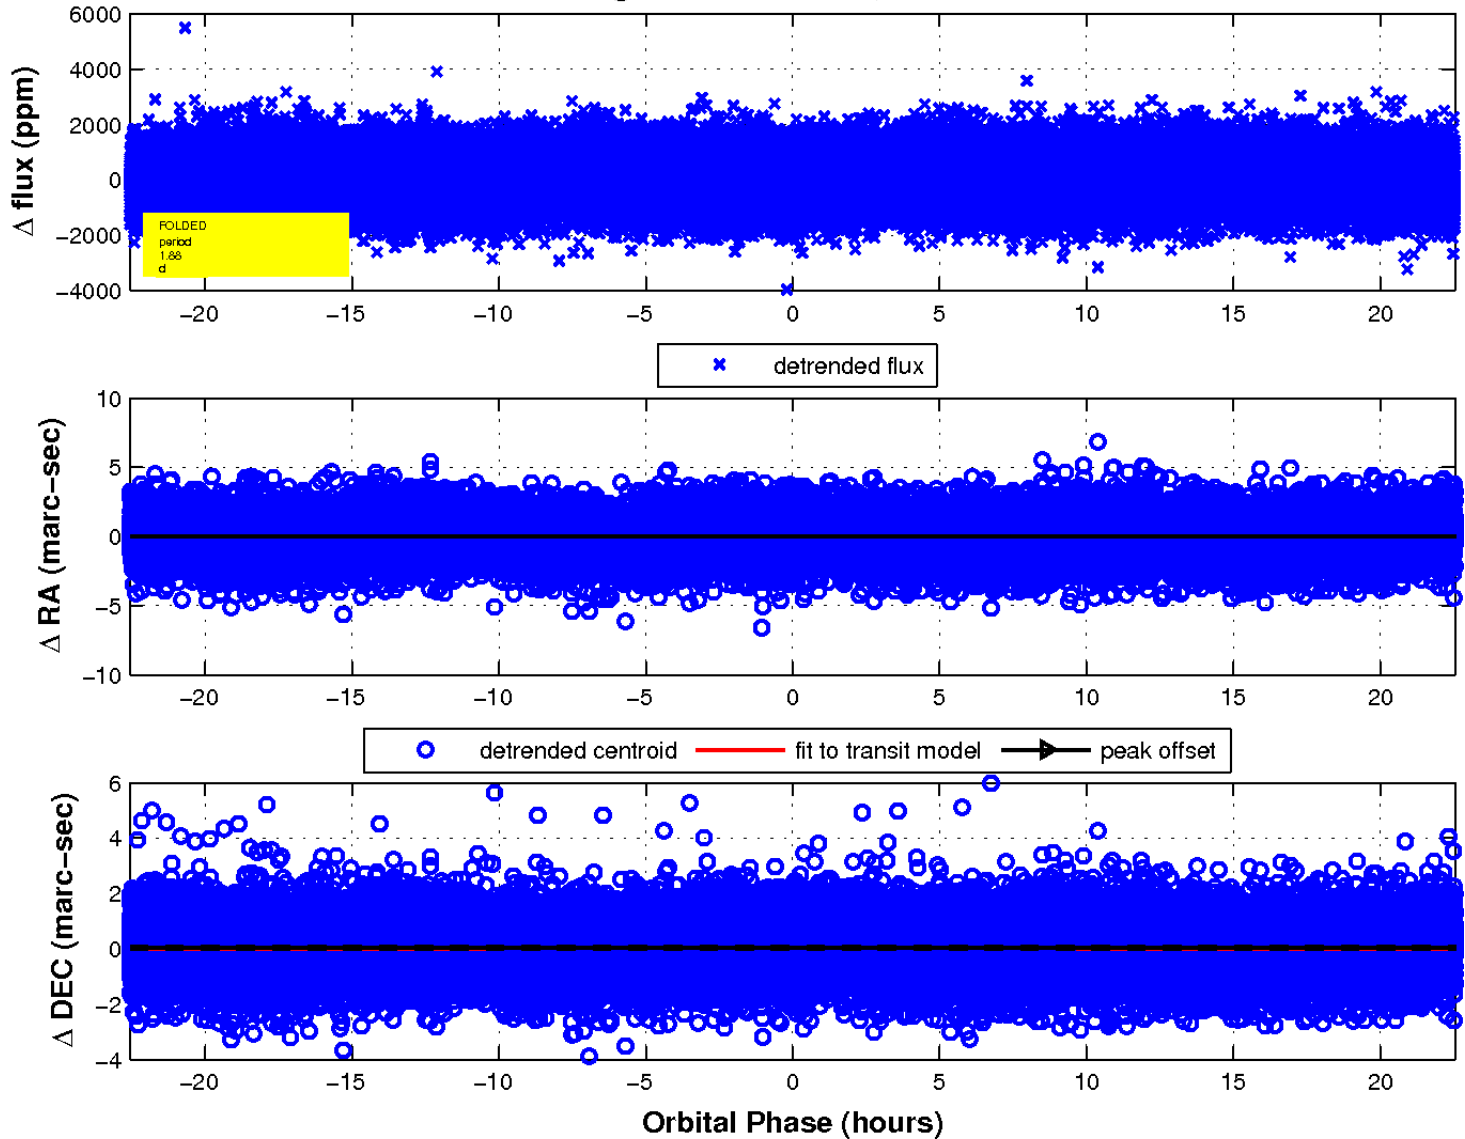 6000
4000
2000
0
−2000
−4000
Δ flux (ppm)
FOLDED
period
1.88
d
−20 −15 −10 −5 0 5 10 15 20
detrended flux
10
5
0
−5
−10
Δ RA (marc−sec)
−20 −15 −10 −5 0 5 10 15 20
detrended centroid fit to transit model peak offset
6
4
2
0
−2
−4
Δ DEC (marc−sec)
−20 −15 −10 −5 0 5 10 15 20
Orbital Phase (hours)